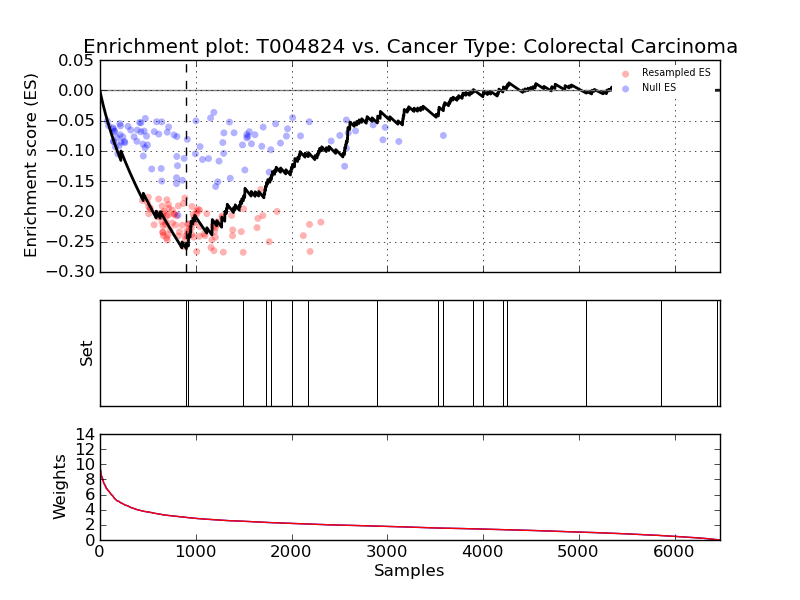 Enrichment plot: T004824 vs. Cancer Type: Colorectal Carcinoma
0.05
0.00
−0.05
−0.10
−0.15
−0.20
−0.25
−0.30
Enrichment score (ES)
Resampled ES
Null ES
Set
14
12
10
8
6
4
2
0
Weights
0 1000 2000 3000 4000 5000 6000
Samples